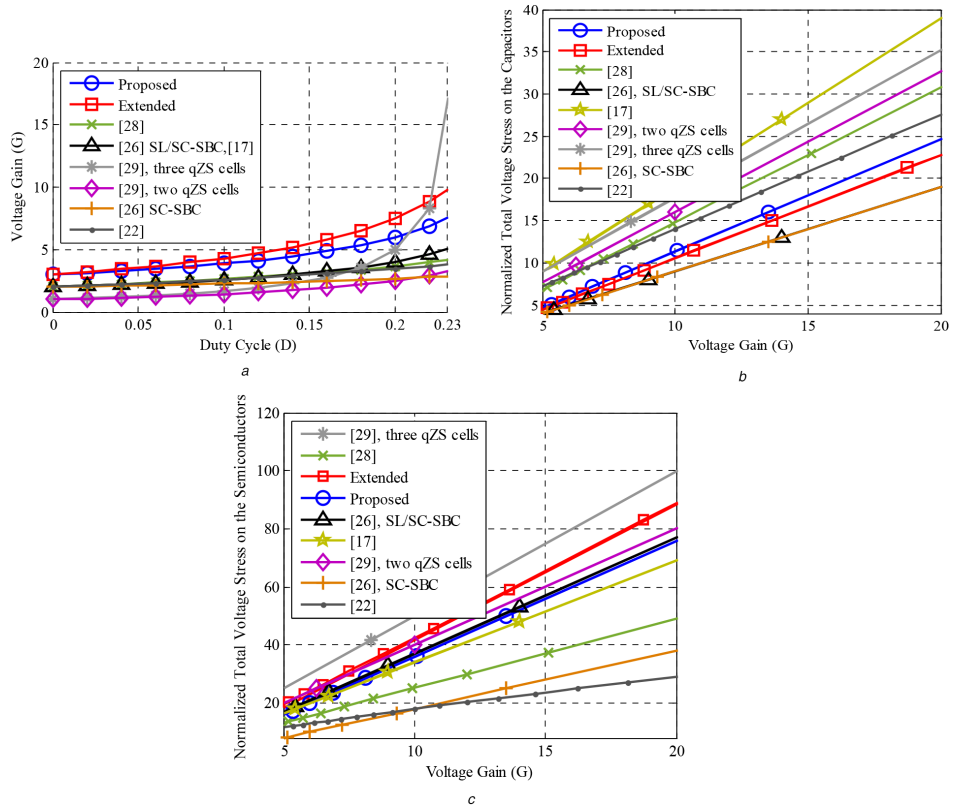 20
15
10
5
0
Voltage Gain (G)
Proposed
Extended
[28]
[26] SL/SC-SBC,[17]
[29], three qZS cells
[29], two qZS cells
[26] SC-SBC
[22]
0
0.05
0.1
0.15
0.2
0.23
Duty Cycle (D)
a
40
35
30
25
20
15
10
5
4
Normalized Total Voltage Stress on the Capacitors
Proposed
Extended
[28]
[26], SL/SC-SBC
[17]
[29], two qZS cells
[29], three qZS cells
[26], SC-SBC
[22]
5
10
15
20
Voltage Gain (G)
b
120
100
80
60
40
20
Normalized Total Voltage Stress on the Semiconductors
[29], three qZS cells
[28]
Extended
Proposed
[26], SL/SC-SBC
[17]
[29], two qZS cells
[26], SC-SBC
[22]
5
10
15
20
Voltage Gain (G)
c